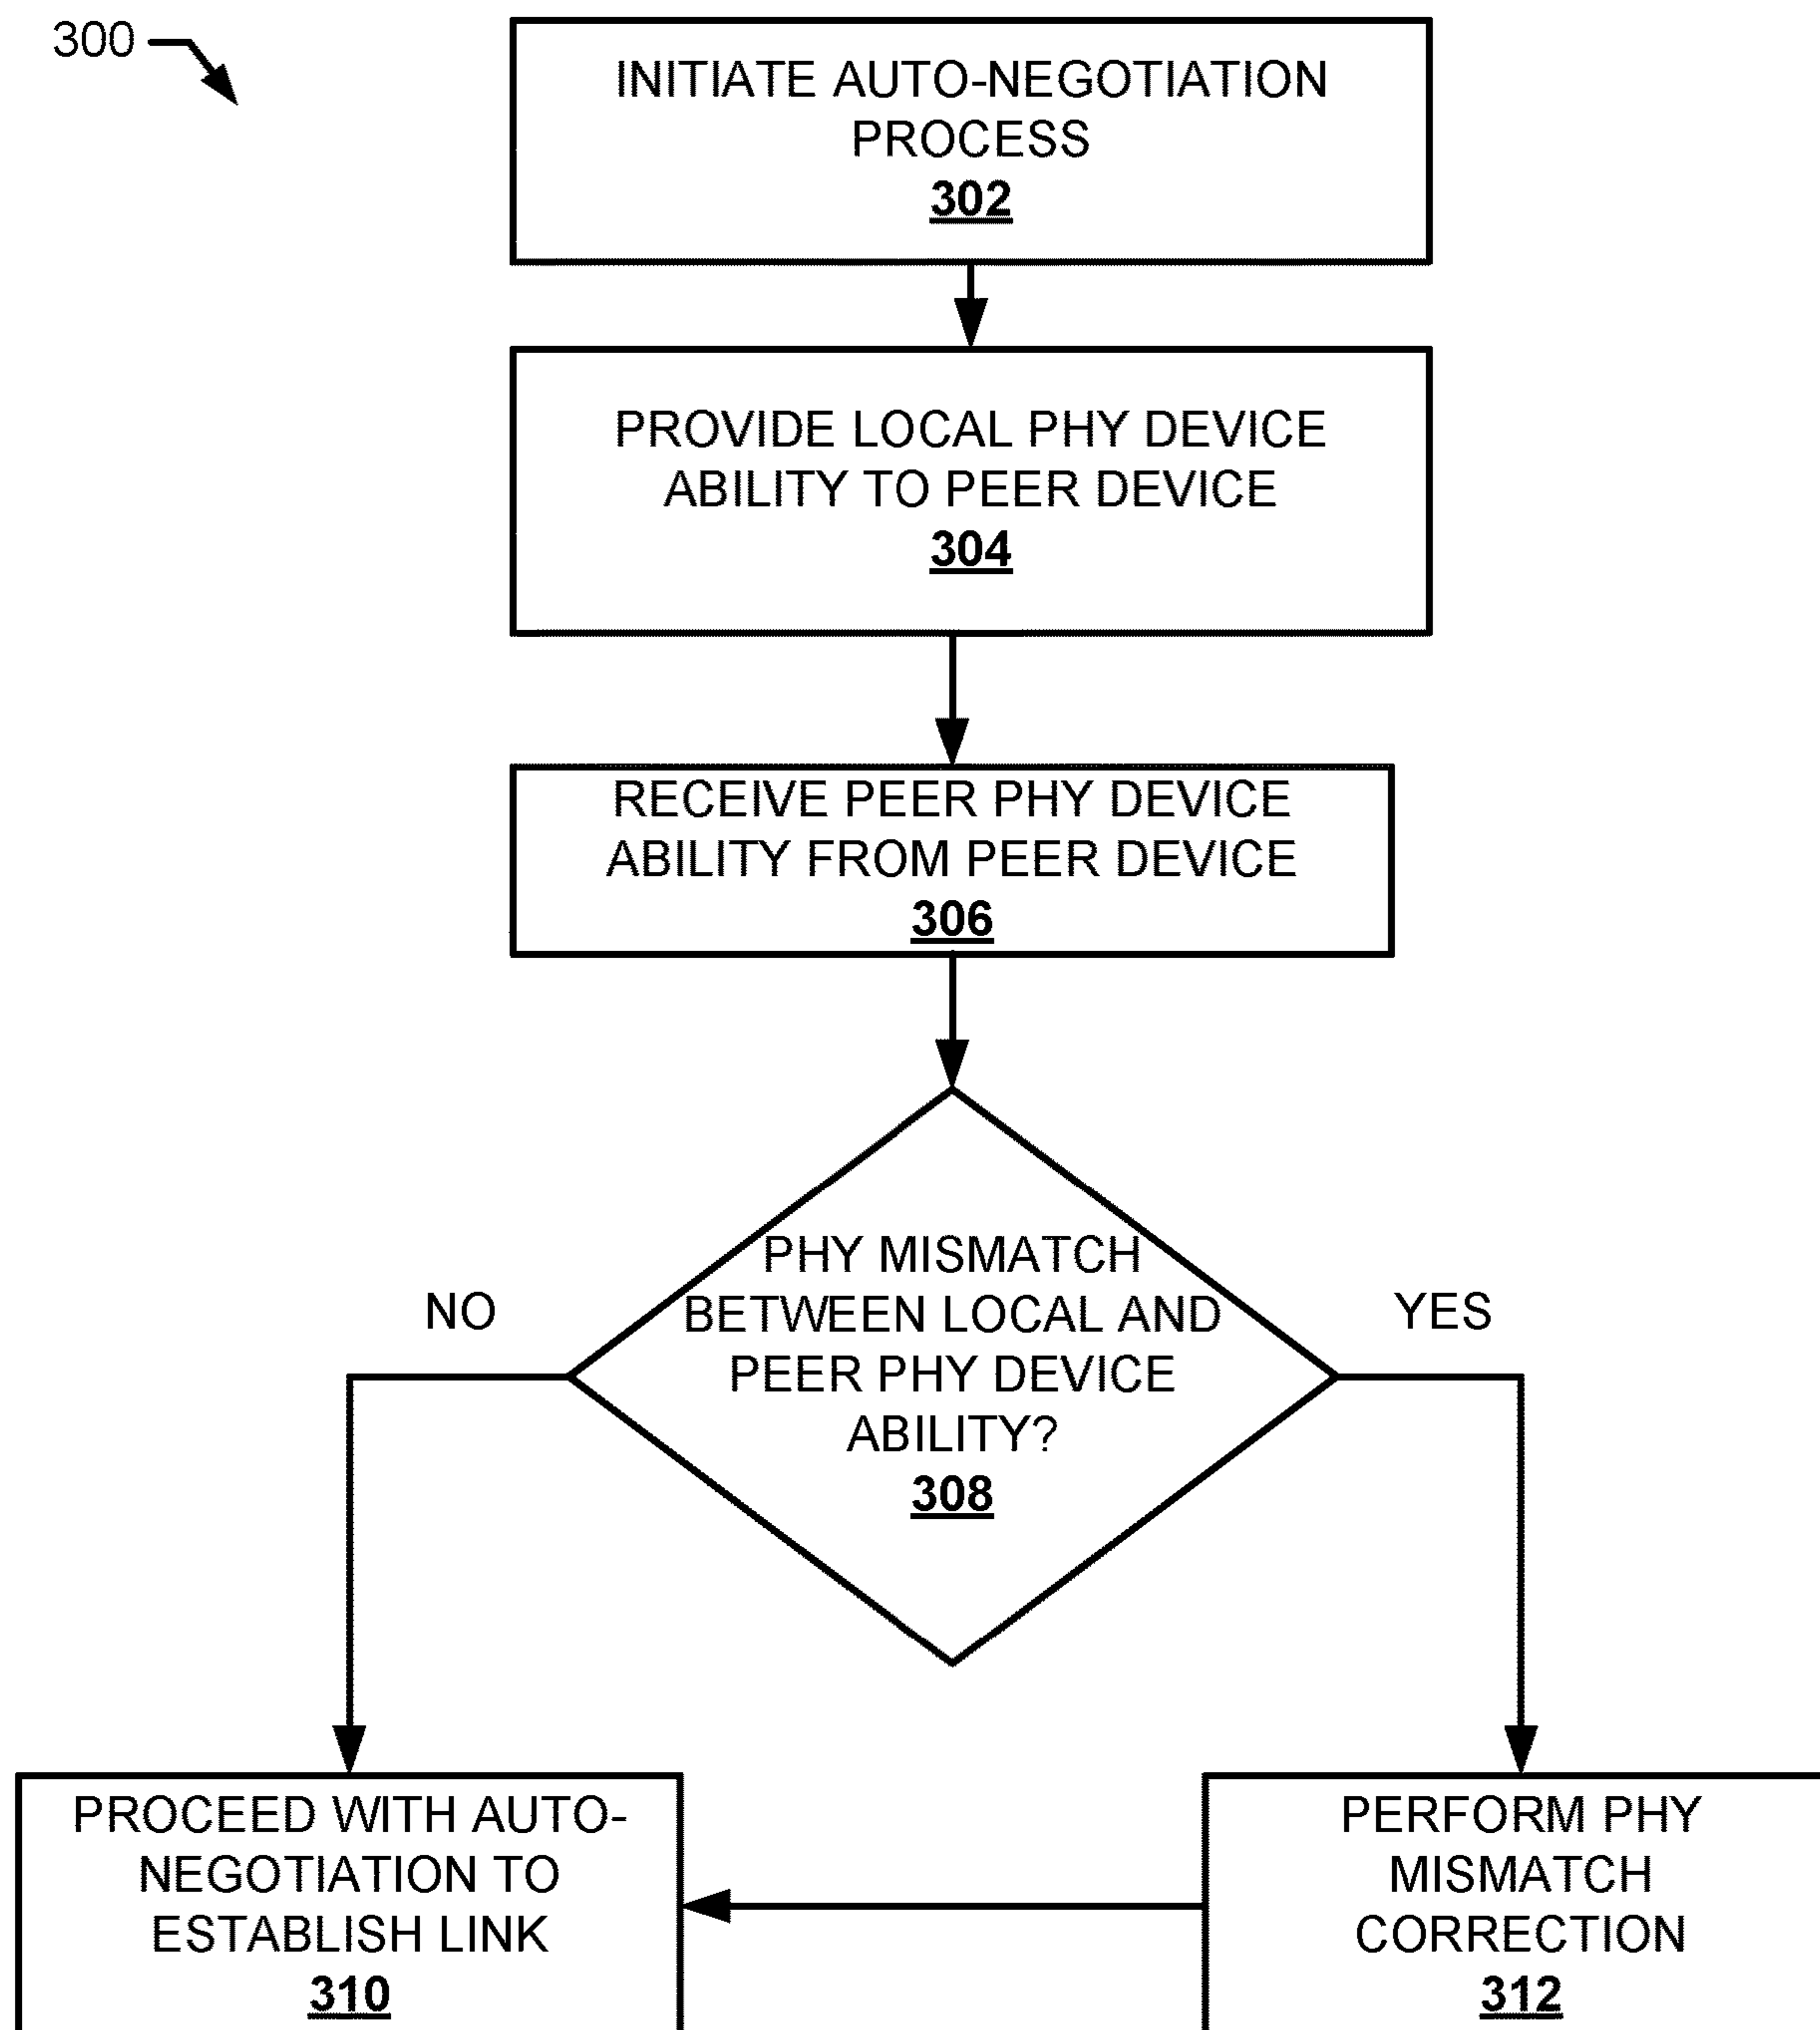 300
INITIATE AUTO-NEGOTIATION
PROCESS
302
PROVIDE LOCAL PHY DEVICE
ABILITY TO PEER DEVICE
304
RECEIVE PEER PHY DEVICE
ABILITY FROM PEER DEVICE
306
PHY MISMATCH
BETWEEN LOCAL AND
PEER PHY DEVICE
ABILITY?
308
NO
YES
PROCEED WITH AUTO-
NEGOTIATION TO
ESTABLISH LINK
310
PERFORM PHY
MISMATCH
CORRECTION
312